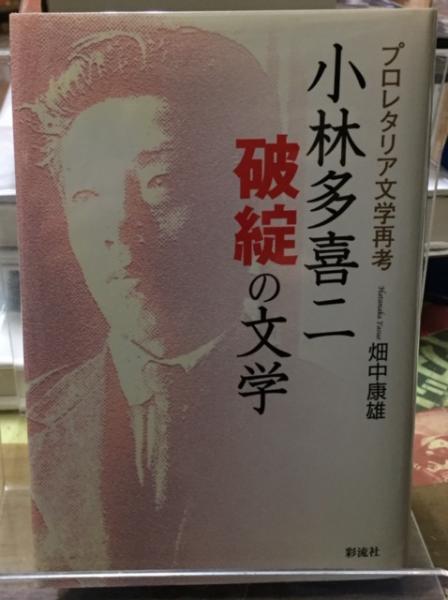 プロレタリア文学再考
小林多喜二
破綻の文学
Hatanaka Yasuo
畑中康雄
彩流社